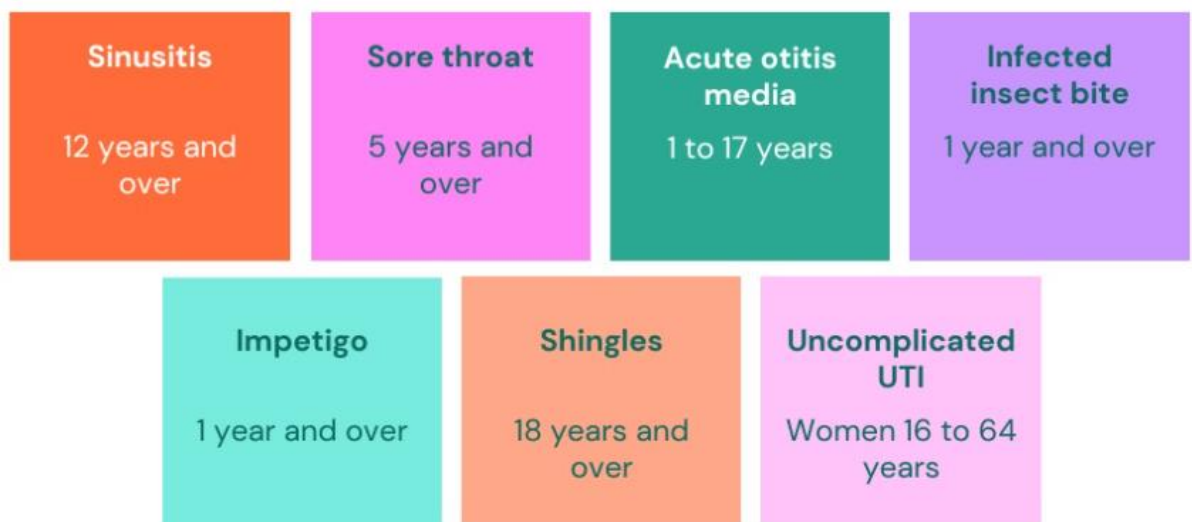 Sinusitis
12 years and
over
Sore throat
5 years and
over
Acute otitis
media
1 to 17 years
Infected
insect bite
1 year and over
Impetigo
1 year and over
Shingles
18 years and
over
Uncomplicated
UTI
Women 16 to 64
years